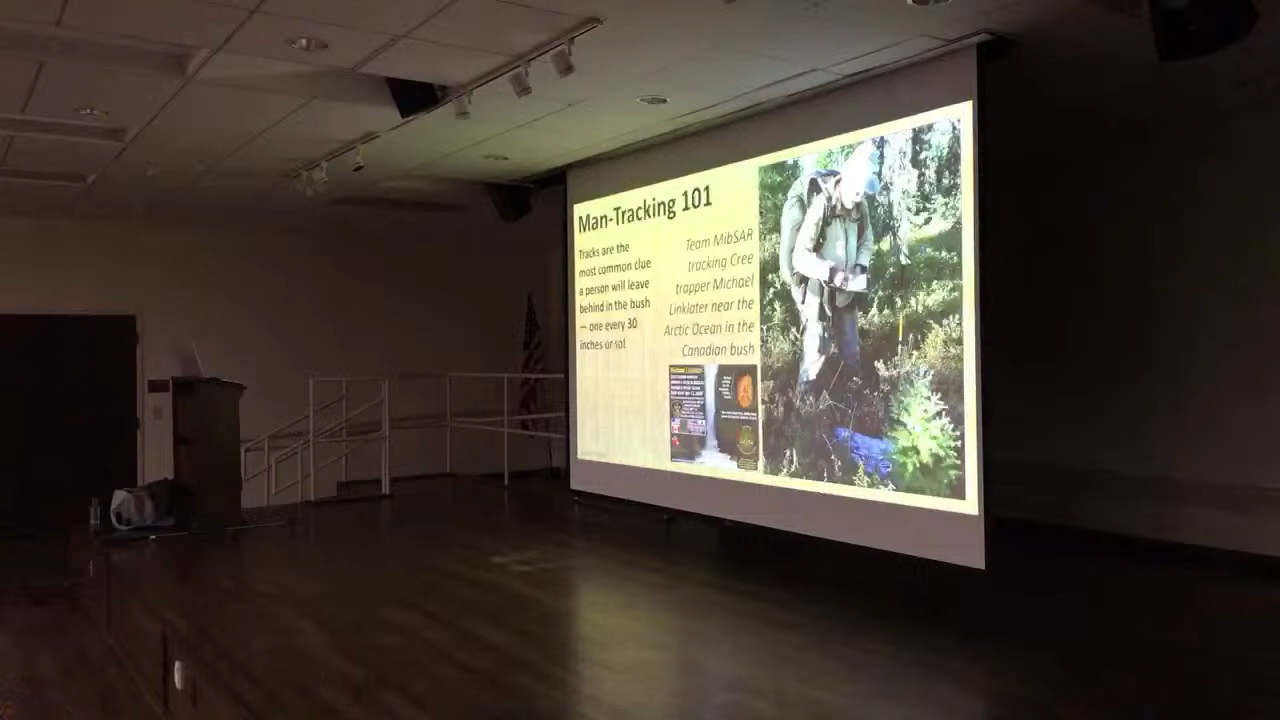 Man-Tracking 101
Tracks are the
most common clue
a person will leave
behind in the bush
— one every 30
inches or so!
Team MibSAR
tracking Cree
trapper Michael
Linklater near the
Arctic Ocean in the
Canadian bush